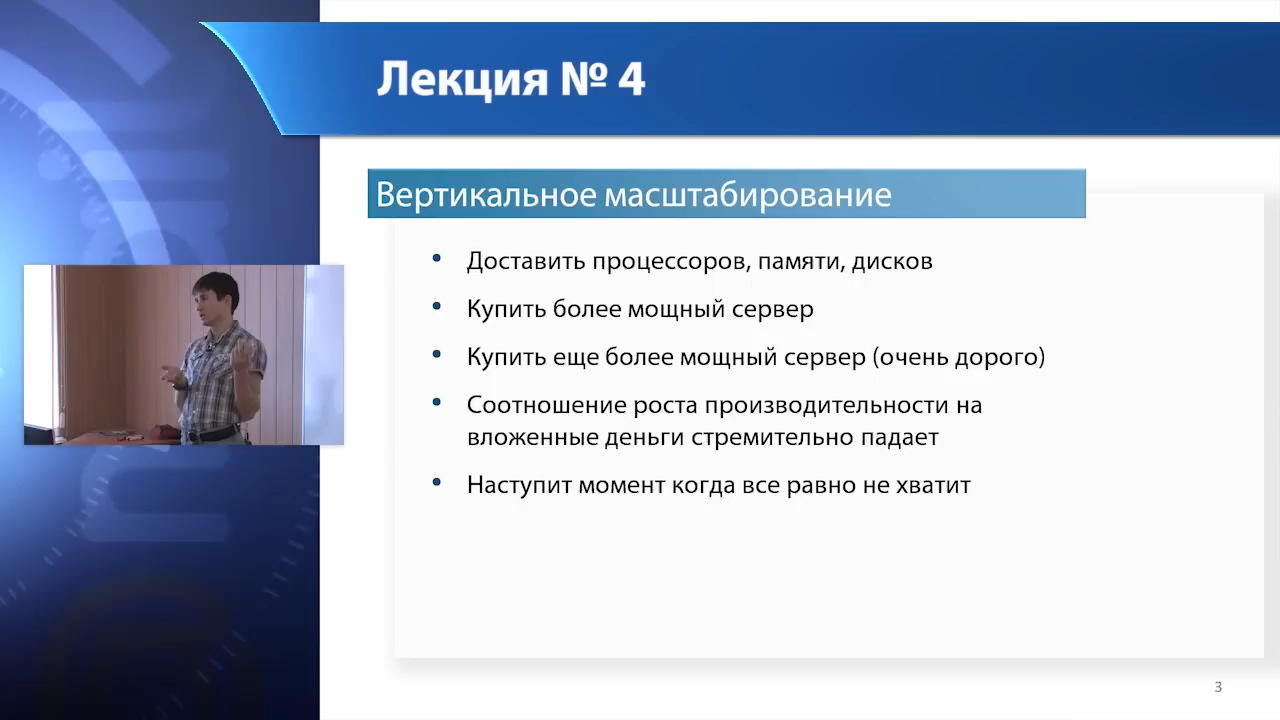 Лекция № 4
Вертикальное масштабирование
• Доставить процессоров, памяти, дисков
• Купить более мощный сервер
• Купить еще более мощный сервер (очень дорого)
• Соотношение роста производительности на
вложенные деньги стремительно падает
• Наступит момент когда все равно не хватит
3